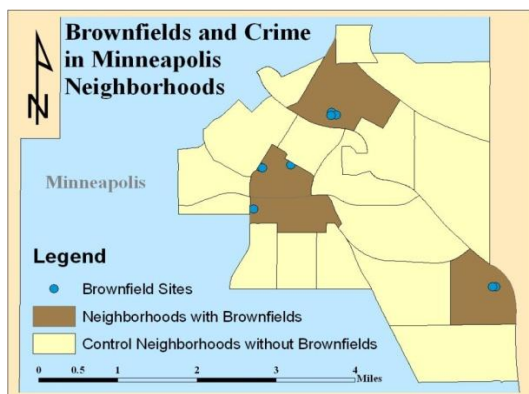 Brownfields and Crime
in Minneapolis
Neighborhoods
N
Minneapolis
Legend
Brownfield Sites
Neighborhoods with Brownfields
Control Neighborhoods without Brownfields
0 0.5 1 2 3 4
Miles